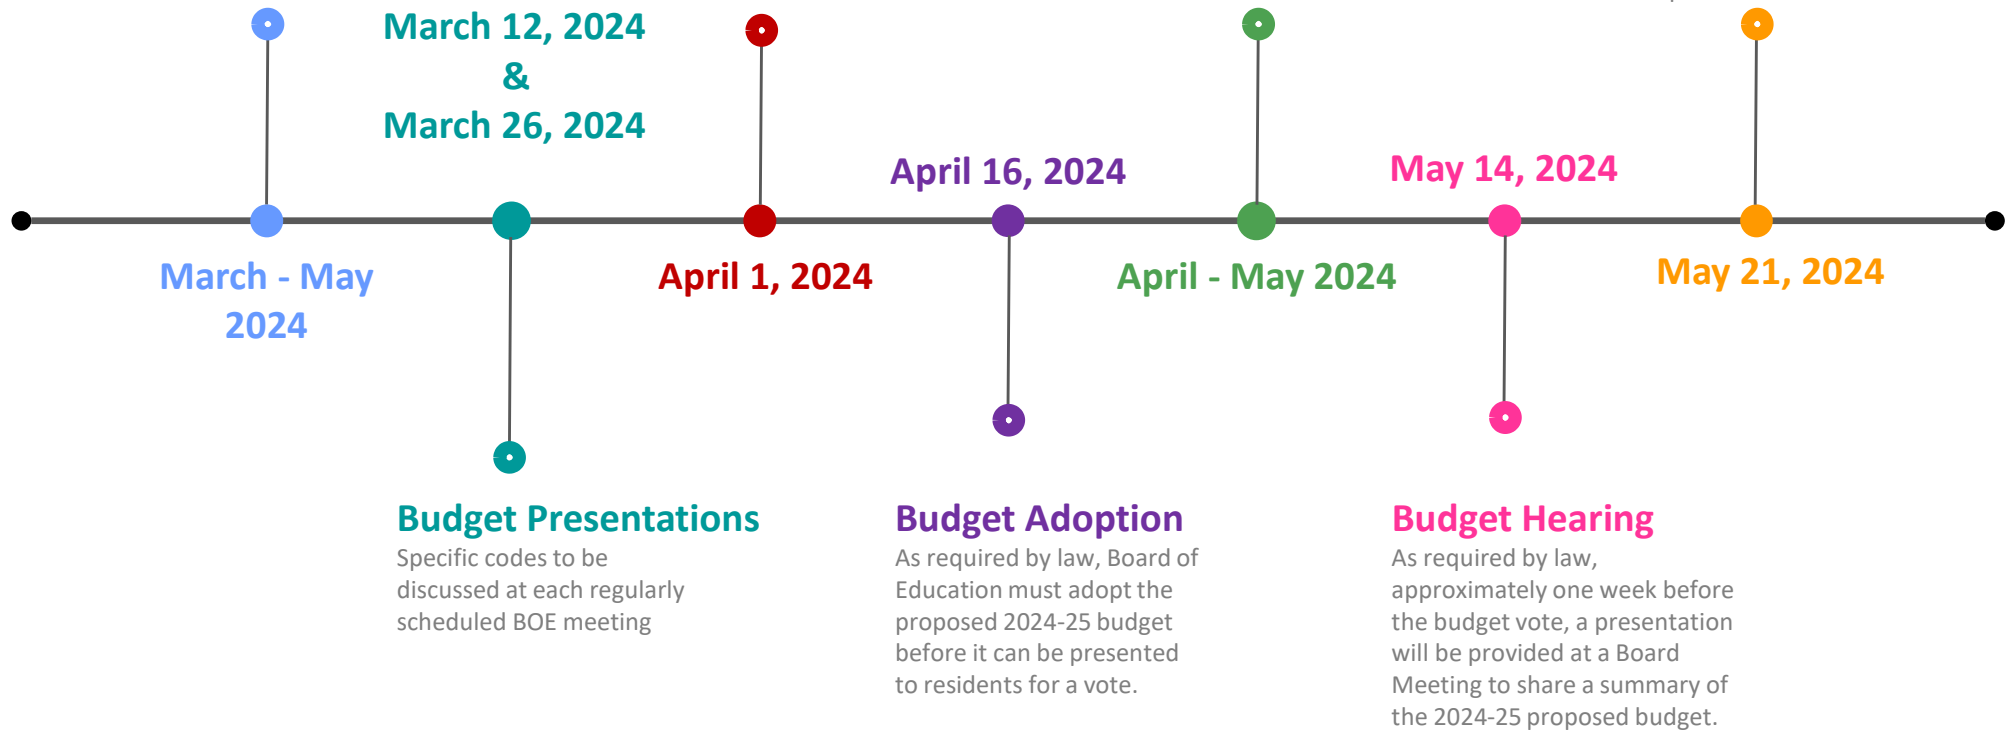 March 12, 2024
&
March 26, 2024
April 16, 2024
May 14, 2024
March - May
2024
April 1, 2024
April - May 2024
May 21, 2024
Budget Presentations
Specific codes to be
discussed at each regularly
scheduled BOE meeting
Budget Adoption
As required by law, Board of
Education must adopt the
proposed 2024-25 budget
before it can be presented
to residents for a vote.
Budget Hearing
As required by law,
approximately one week before
the budget vote, a presentation
will be provided at a Board
Meeting to share a summary of
the 2024-25 proposed budget.